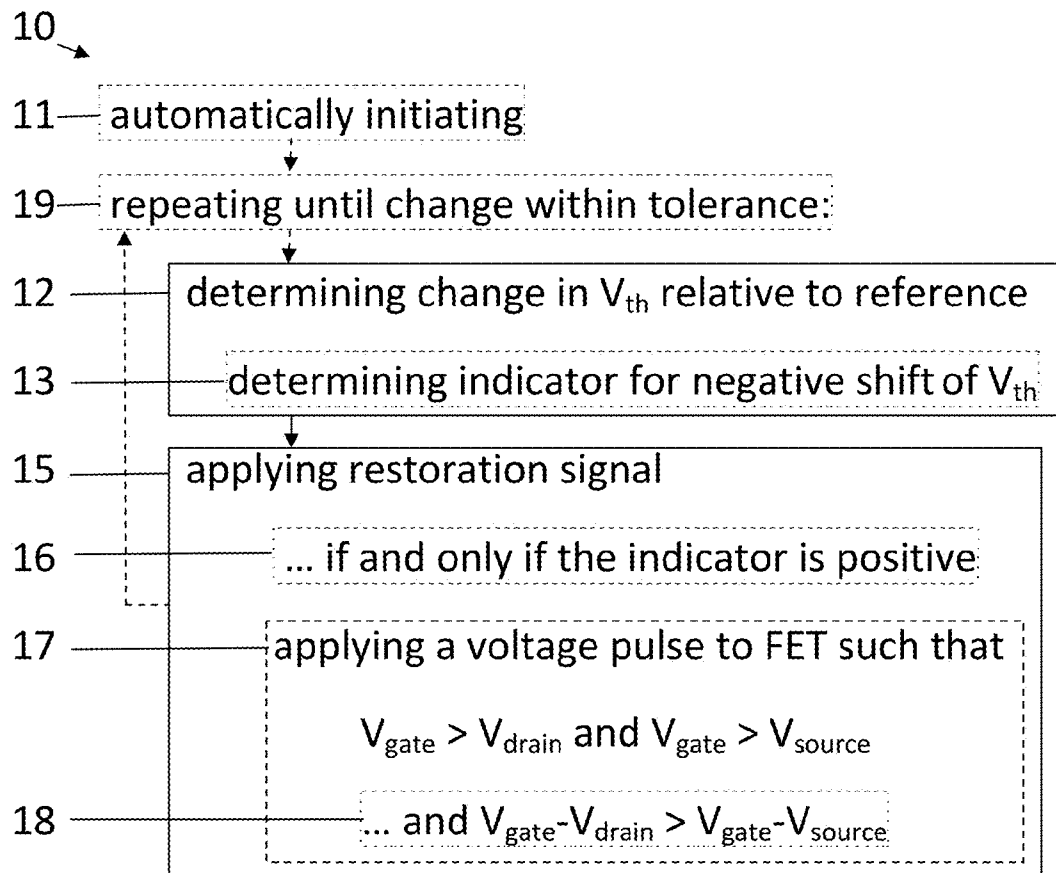 10
11 automatically initiating
19 repeating until change within tolerance:
12 determining change in Vth relative to reference
13 determining indicator for negative shift of Vth
15 applying restoration signal
16 ... if and only if the indicator is positive
17 applying a voltage pulse to FET such that
Vgate > Vdrain and Vgate > Vsource
18 ... and Vgate-Vdrain > Vgate-Vsource